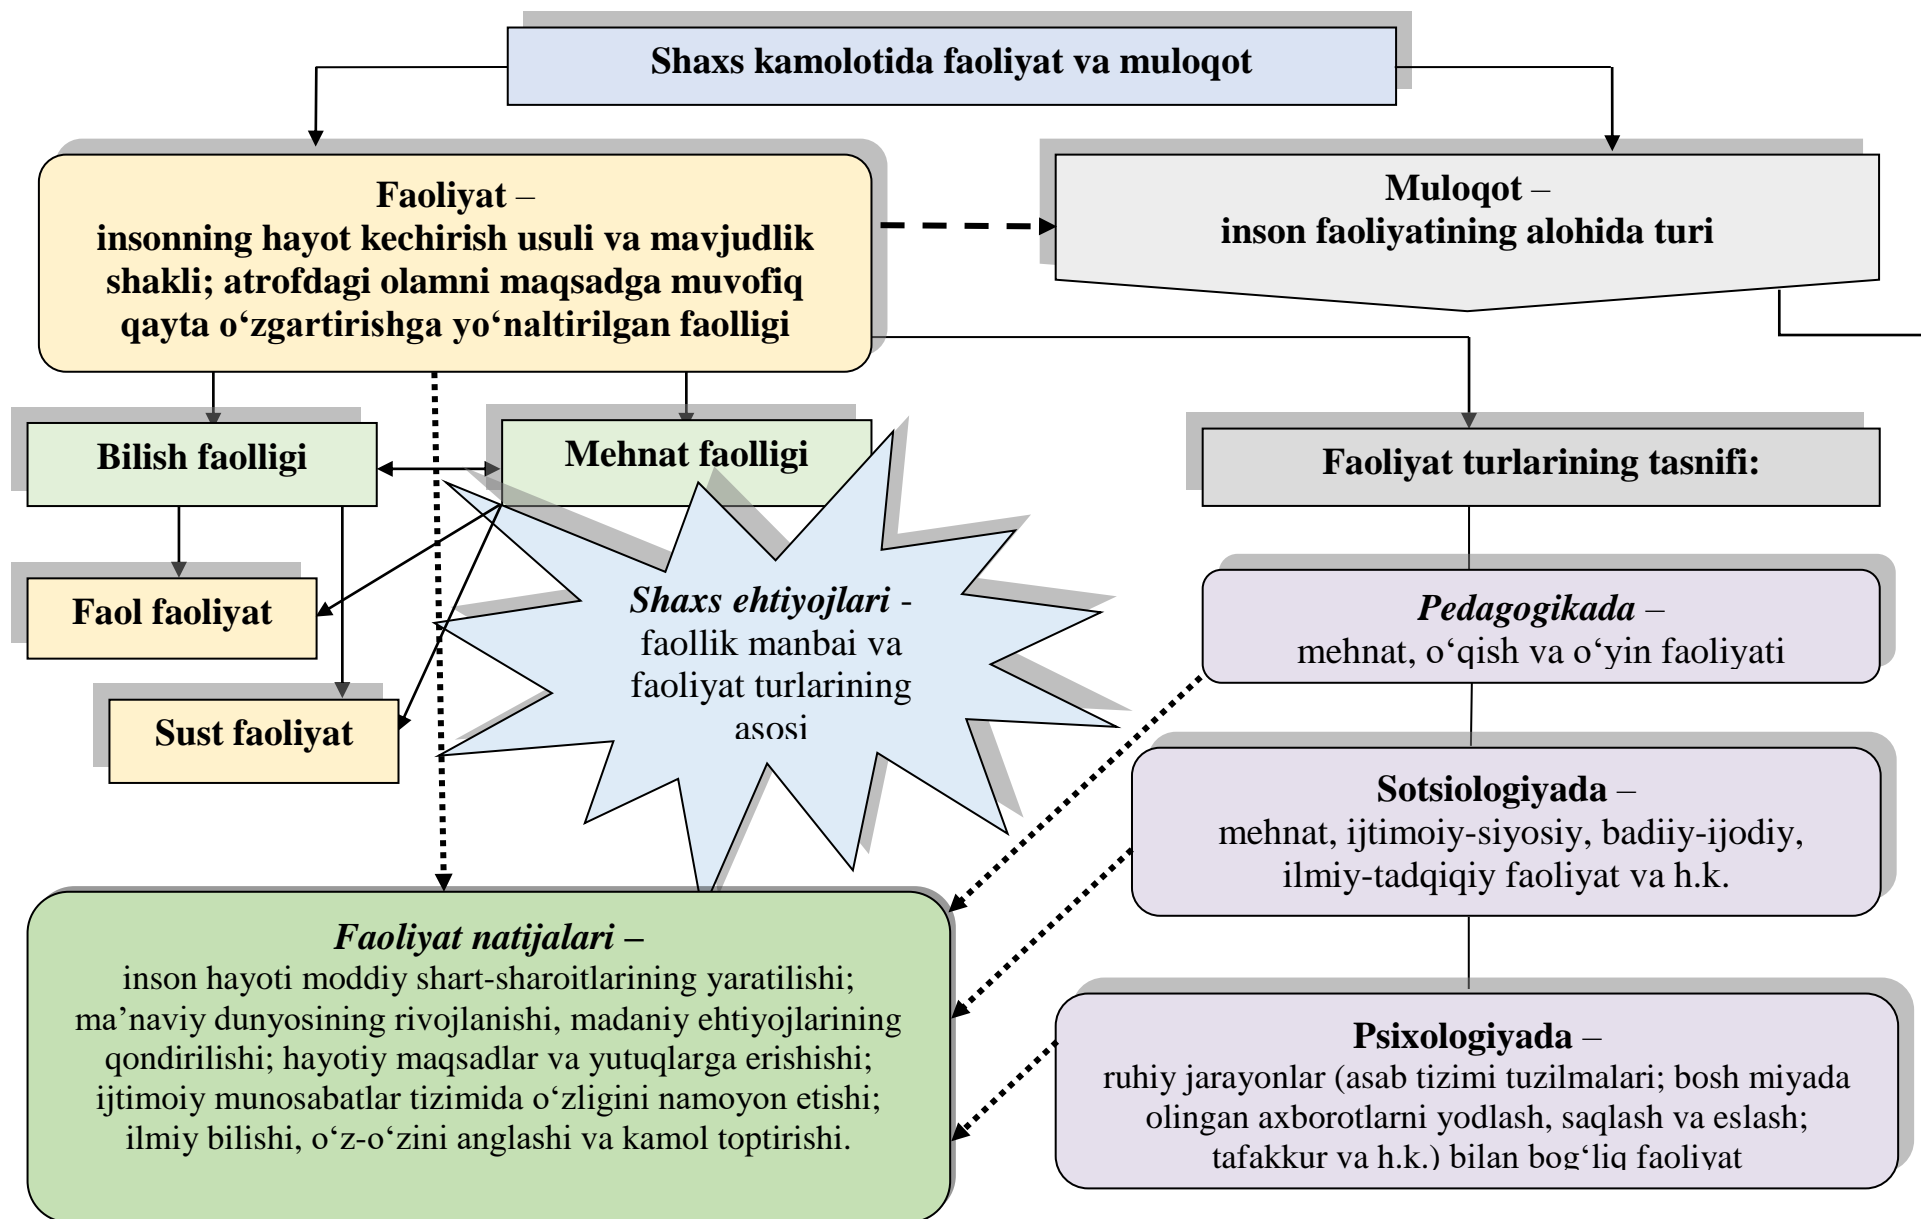 Shaxs kamolotida faoliyat va muloqot
Faoliyat –
insonning hayot kechirish usuli va mavjudlik
shakli; atrofdagi olamni maqsadga muvofiq
qayta o‘zgartirishga yo‘naltirilgan faolligi
Muloqot –
inson faoliyatining alohida turi
Bilish faolligi
Mehnat faolligi
Faoliyat turlarining tasnifi:
Faol faoliyat
Sust faoliyat
Shaxs ehtiyojlari -
faollik manbai va
faoliyat turlarining
asosi
Pedagogikada –
mehnat, o‘qish va o‘yin faoliyati
Sotsiologiyada –
mehnat, ijtimoiy-siyosiy, badiiy-ijodiy,
ilmiy-tadqiqiy faoliyat va h.k.
Faoliyat natijalari –
inson hayoti moddiy shart-sharoitlarining yaratilishi;
ma’naviy dunyosining rivojlanishi, madaniy ehtiyojlarining
qondirilishi; hayotiy maqsadlar va yutuqlarga erishishi;
ijtimoiy munosabatlar tizimida o‘zligini namoyon etishi;
ilmiy bilishi, o‘z-o‘zini anglashi va kamol toptirishi.
Psixologiyada –
ruhiy jarayonlar (asab tizimi tuzilmalari; bosh miyada
olingan axborotlarni yodlash, saqlash va eslash;
tafakkur va h.k.) bilan bog‘liq faoliyat